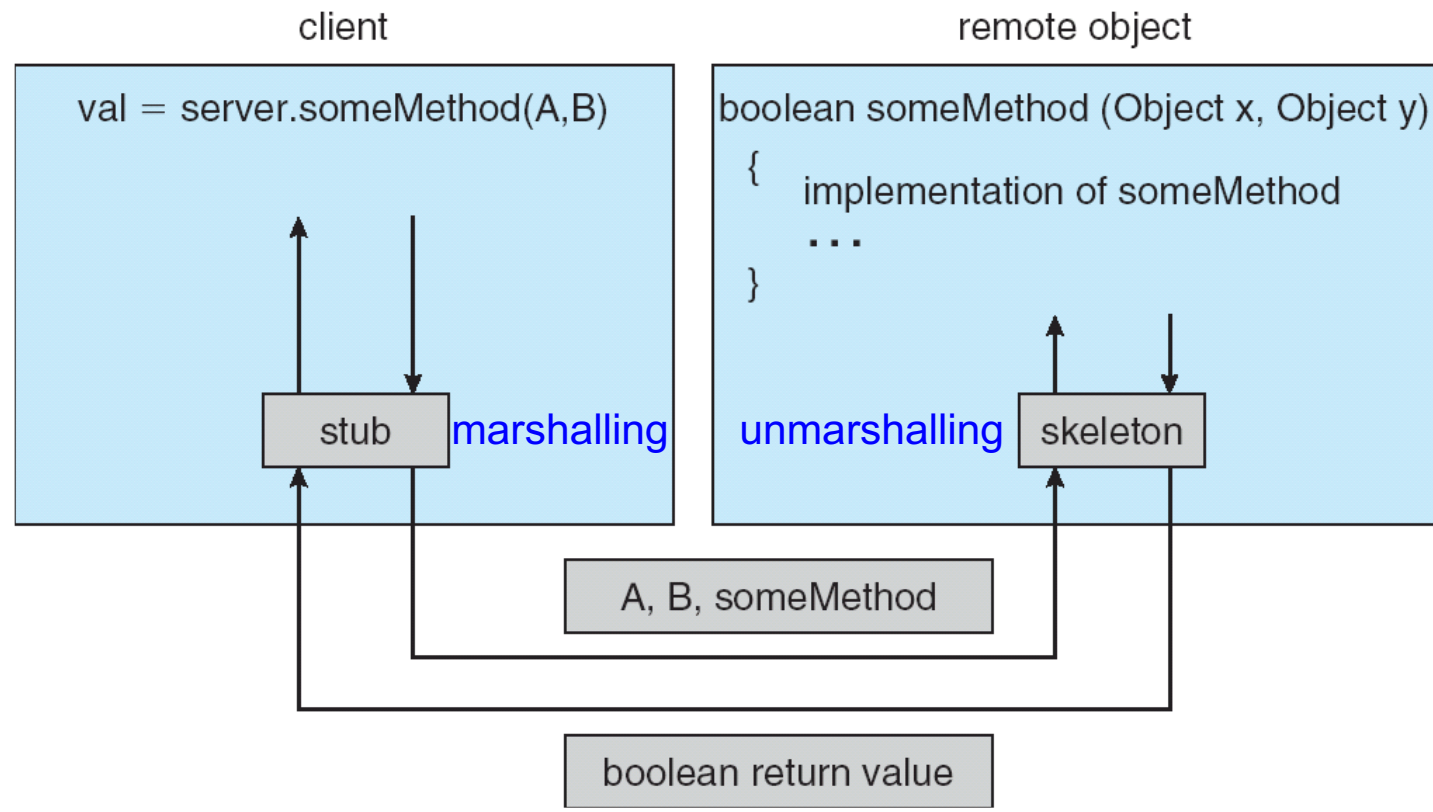 client
remote object
val = server.someMethod(A,B)
boolean someMethod (Object x, Object y)
{
implementation of someMethod
...
}
stub
marshalling
unmarshalling
skeleton
A, B, someMethod
boolean return value